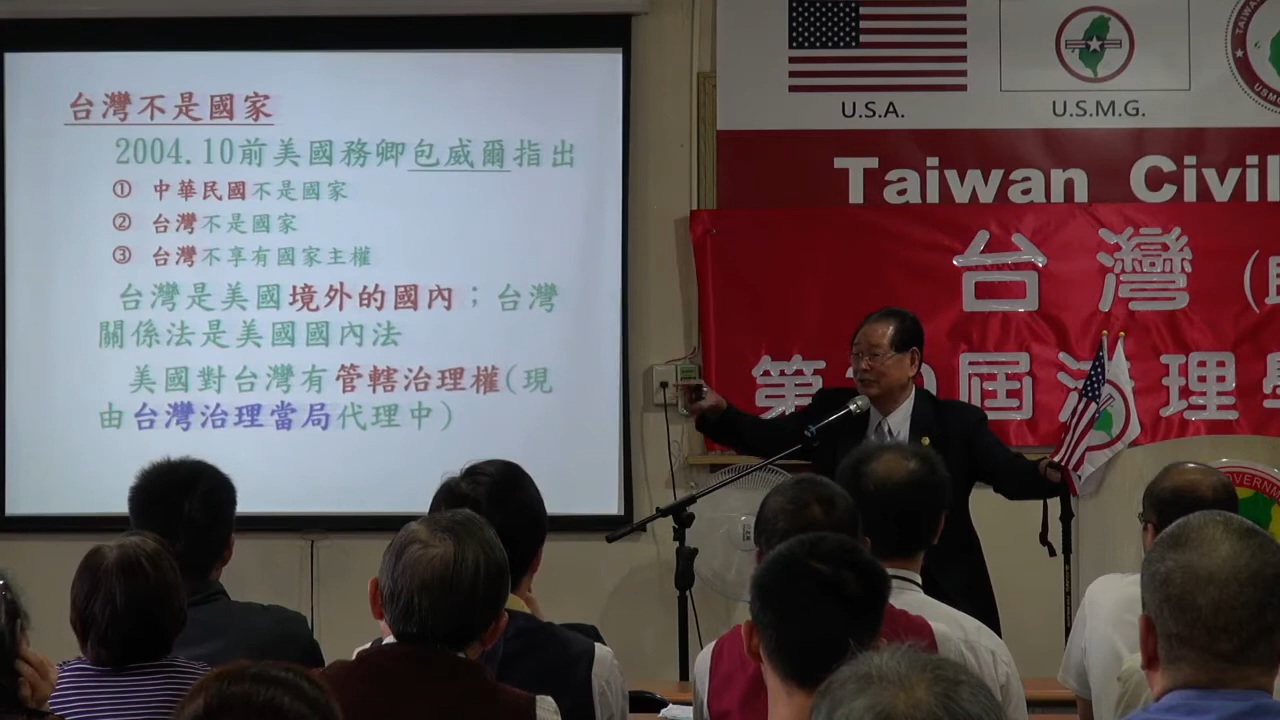 台灣不是國家
2004.10前美國務卿包威爾指出
① 中華民國不是國家
② 台灣不是國家
③ 台灣不享有國家主權
台灣是美國境外的國內；台灣
關係法是美國國內法
美國對台灣有管轄治理權(現
由台灣治理當局代理中)
U.S.A.
U.S.M.G.
Taiwan Civil
台灣(
第 屆法理學